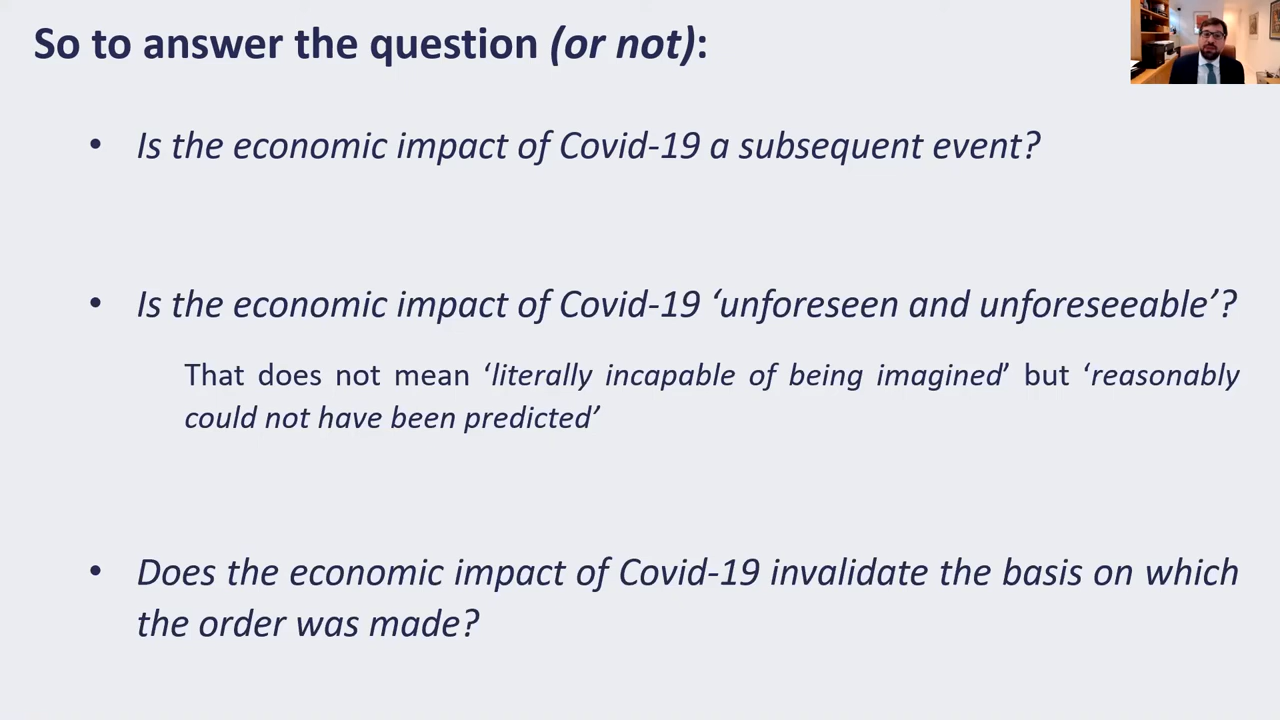 So to answer the question (or not):
• Is the economic impact of Covid-19 a subsequent event?
• Is the economic impact of Covid-19 ‘unforeseen and unforeseeable’?
That does not mean ‘literally incapable of being imagined’ but ‘reasonably
could not have been predicted’
• Does the economic impact of Covid-19 invalidate the basis on which
the order was made?